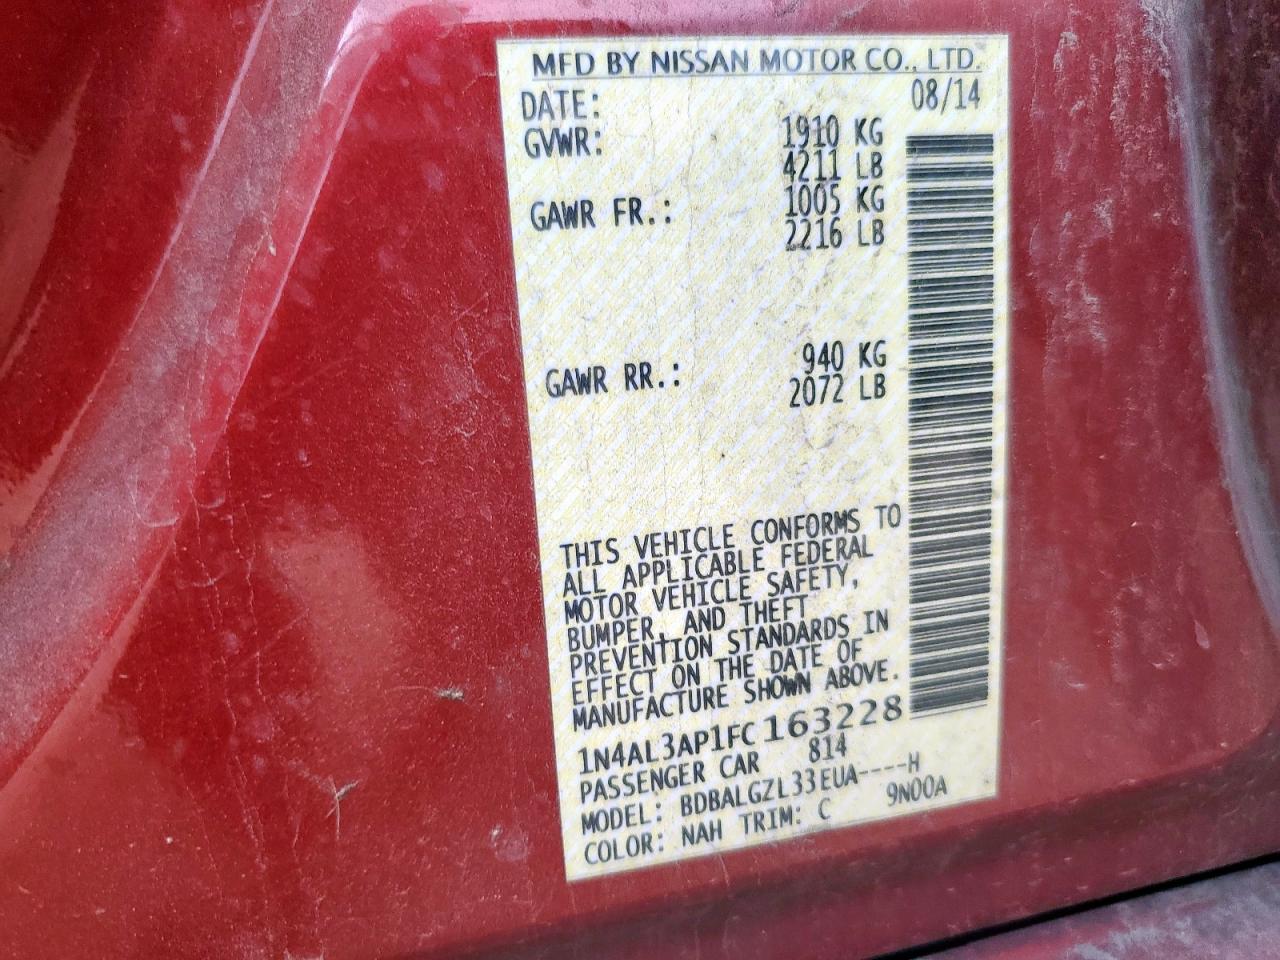 MFD BY NISSAN MOTOR CO., LTD.
DATE: 08/14
GVWR: 1910 KG
4211 LB
GAWR FR.: 1005 KG
2216 LB
GAWR RR.: 940 KG
2072 LB
THIS VEHICLE CONFORMS TO
ALL APPLICABLE FEDERAL
MOTOR VEHICLE SAFETY,
BUMPER, AND THEFT
PREVENTION STANDARDS IN
EFFECT ON THE DATE OF
MANUFACTURE SHOWN ABOVE.
1N4AL3AP1FC163228
PASSENGER CAR 814
MODEL: BDBALGZL33EUA----H
COLOR: NAH TRIM: C 9N00A